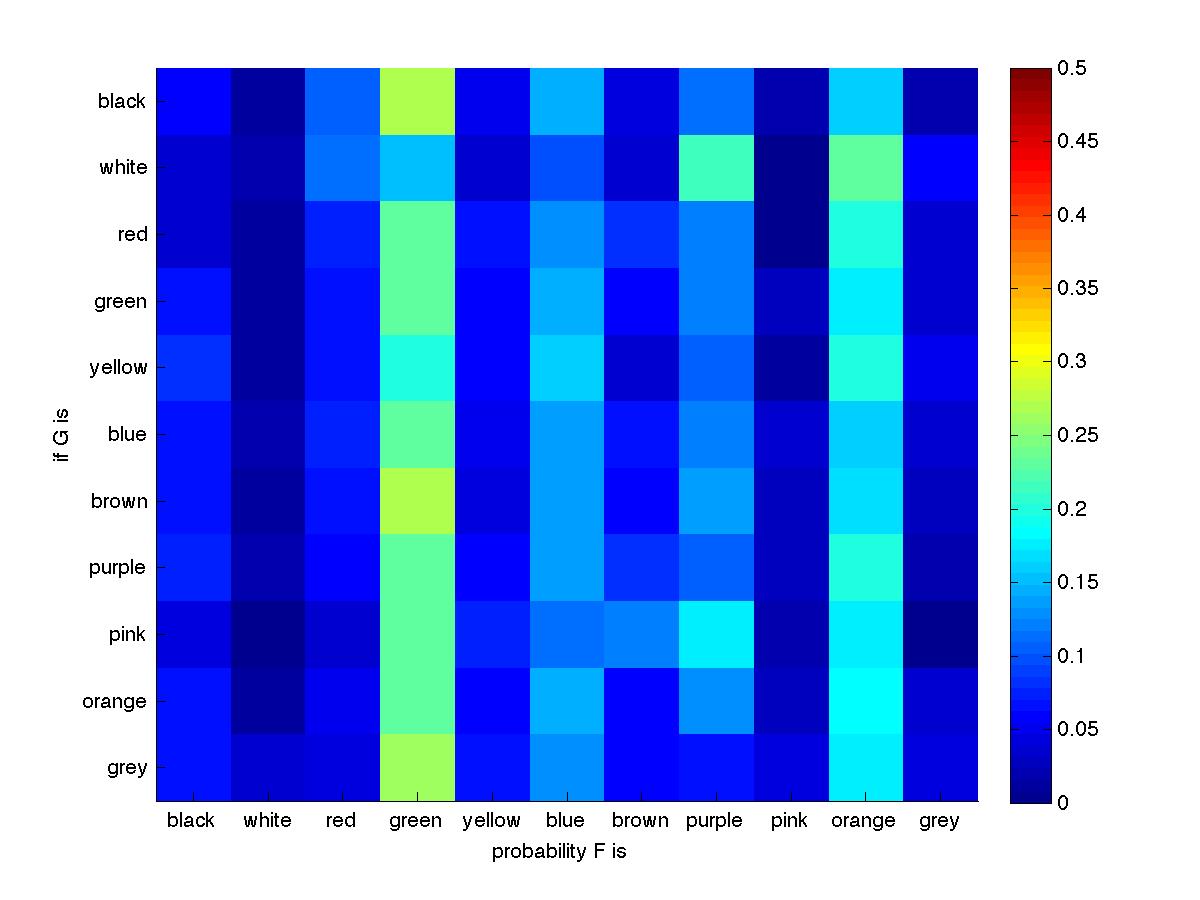 black
white
red
green
yellow
blue
brown
purple
pink
orange
grey
if G is
black white red green yellow blue brown purple pink orange grey
probability F is
0.5
0.45
0.4
0.35
0.3
0.25
0.2
0.15
0.1
0.05
0